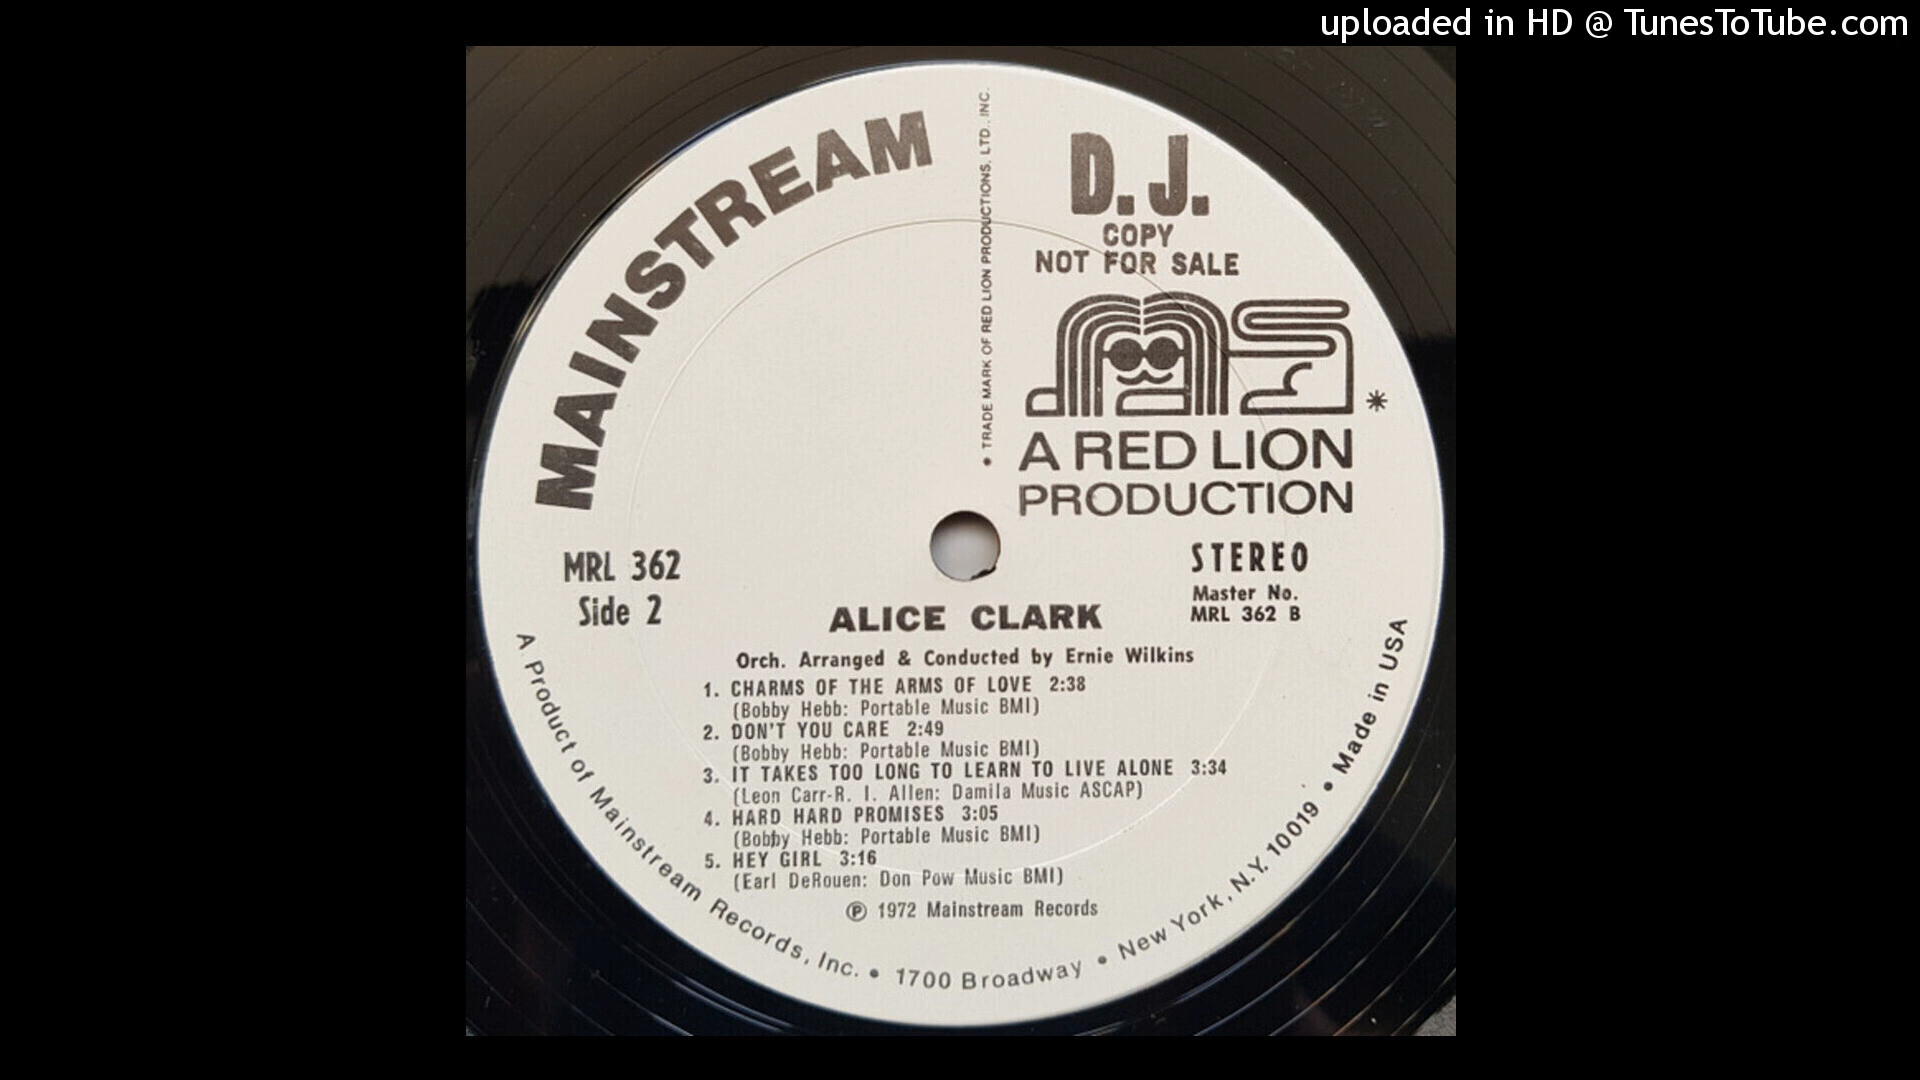 uploaded in HD @ TunesToTube.com
MAINSTREAM
* TRADE MARK OF RED LION PRODUCTIONS, LTD., INC.
D.J.
COPY
NOT FOR SALE
*
A RED LION
PRODUCTION
MRL 362
Side 2
STEREO
Master No.
MRL 362 B
ALICE CLARK
Orch. Arranged & Conducted by Ernie Wilkins
1. CHARMS OF THE ARMS OF LOVE 2:38
(Bobby Hebb: Portable Music BMI)
2. DON'T YOU CARE 2:49
(Bobby Hebb: Portable Music BMI)
3. IT TAKES TOO LONG TO LEARN TO LIVE ALONE 3:34
(Leon Carr-R. I. Allen: Damila Music ASCAP)
4. HARD HARD PROMISES 3:05
(Bobby Hebb: Portable Music BMI)
5. HEY GIRL 3:16
(Earl DeRouen: Don Pow Music BMI)
℗ 1972 Mainstream Records
A Product of Mainstream Records, Inc. • 1700 Broadway • New York, N.Y. 10019 • Made in USA